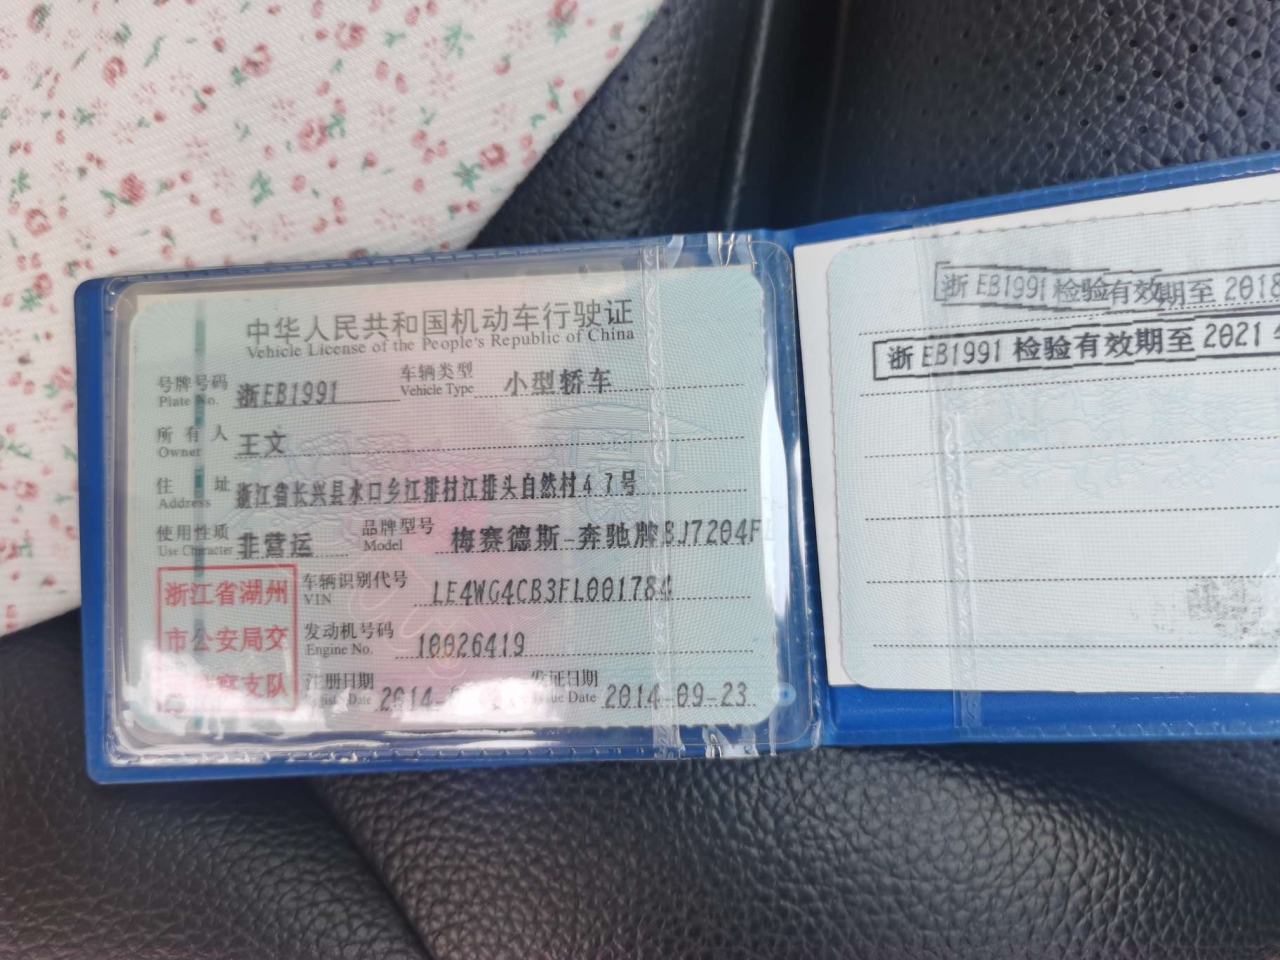 中华人民共和国机动车行驶证
Vehicle License of the People's Republic of China
号牌号码 浙EB1991 车辆类型 小型轿车
Plate No. Vehicle Type
所有人 王文
Owner
住址 浙江省长兴县水口乡江排村江排头自然村47号
Address
使用性质 非营运 品牌型号 梅赛德斯-奔驰牌BJ7204F
Use Character Model
浙江省湖州
市公安局交
警察支队
车辆识别代号 LE4WG4CB3FL001784
VIN
发动机号码 10026419
Engine No.
注册日期 2014- 发证日期 2014-09-23
Date Issue Date
浙EB1991 检验有效期至 2018
浙EB1991 检验有效期至 2021